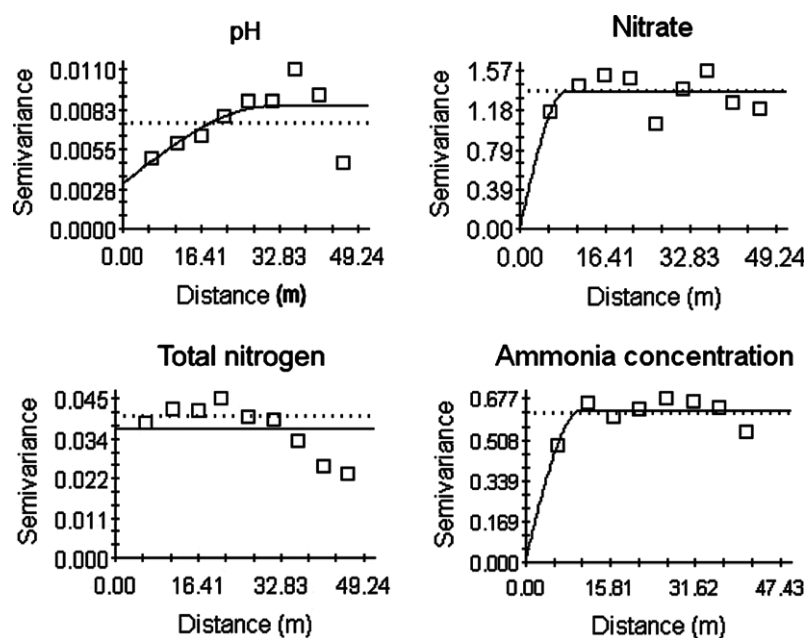 pH
Semivariance
0.0110
0.0083
0.0055
0.0028
0.0000
0.00 16.41 32.83 49.24
Distance (m)
Nitrate
Semivariance
1.57
1.18
0.79
0.39
0.00
0.00 16.41 32.83 49.24
Distance (m)
Total nitrogen
Semivariance
0.045
0.034
0.022
0.011
0.000
0.00 16.41 32.83 49.24
Distance (m)
Ammonia concentration
Semivariance
0.677
0.508
0.339
0.169
0.000
0.00 15.81 31.62 47.43
Distance (m)